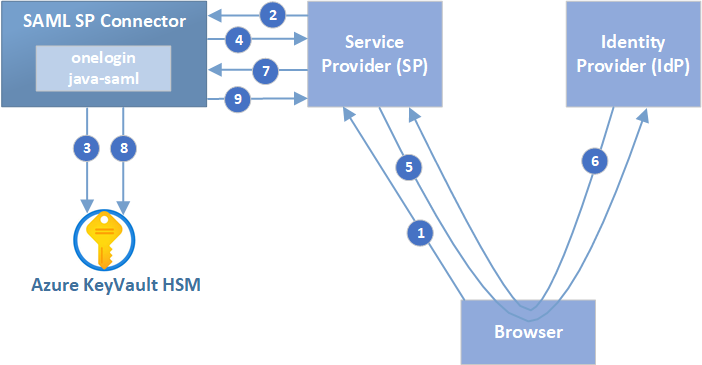 SAML SP Connector
onelogin
java-saml
2
4
7
9
Service
Provider (SP)
Identity
Provider (IdP)
3
8
5
6
1
Azure KeyVault HSM
Browser